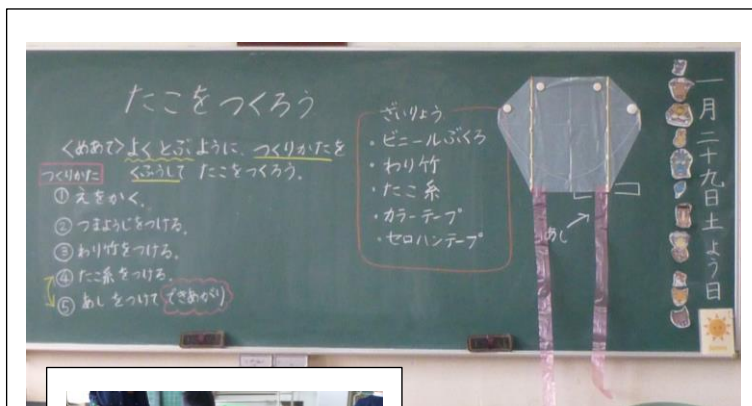 たこをつくろう
<めあて>よくとぶように、つくりかたを
くふうして たこをつくろう。
つくりかた
① えをかく。
② つまようじをつける。
③ わり竹をつける。
④ たこ糸をつける。
⑤ あしをつけて できあがり
ざいりょう
・ビニールぶくろ
・わり竹
・たこ糸
・カラーテープ
・セロハンテープ
あし
一月二十九日土よう日